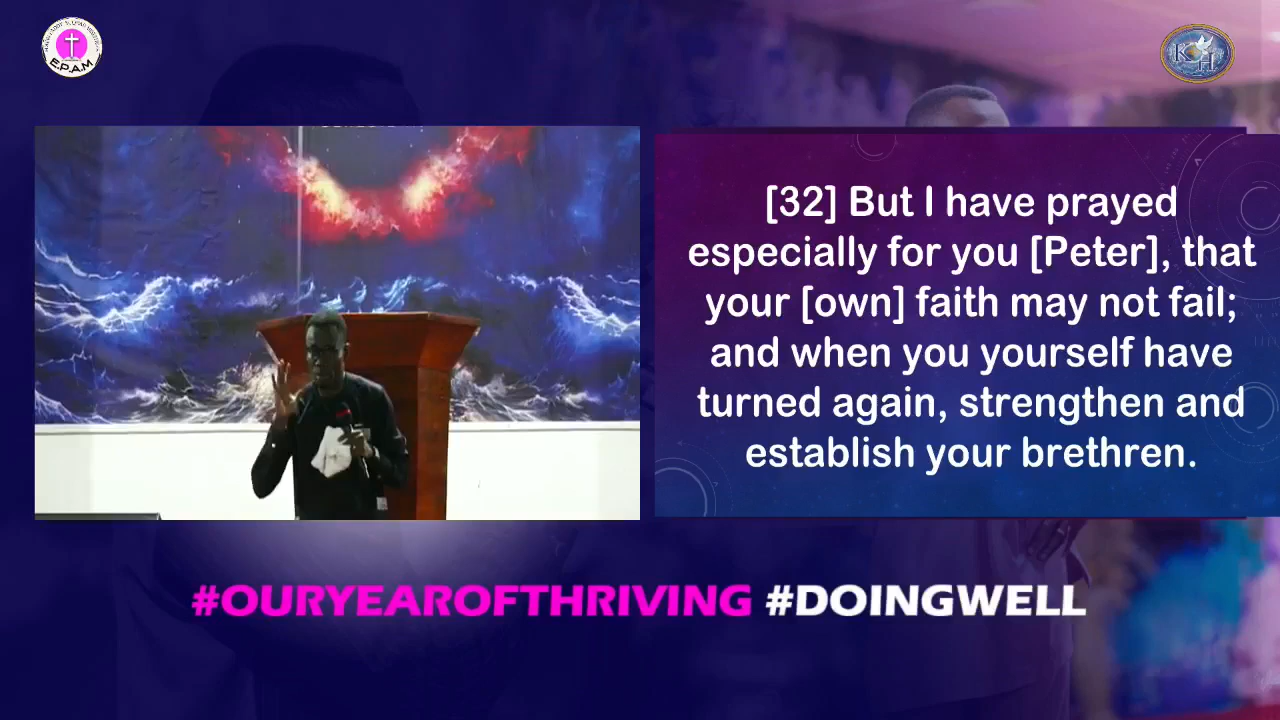 E.P.A.M
K H
[32] But I have prayed
especially for you [Peter], that
your [own] faith may not fail;
and when you yourself have
turned again, strengthen and
establish your brethren.
#OURYEAROFTHRIVING #DOINGWELL